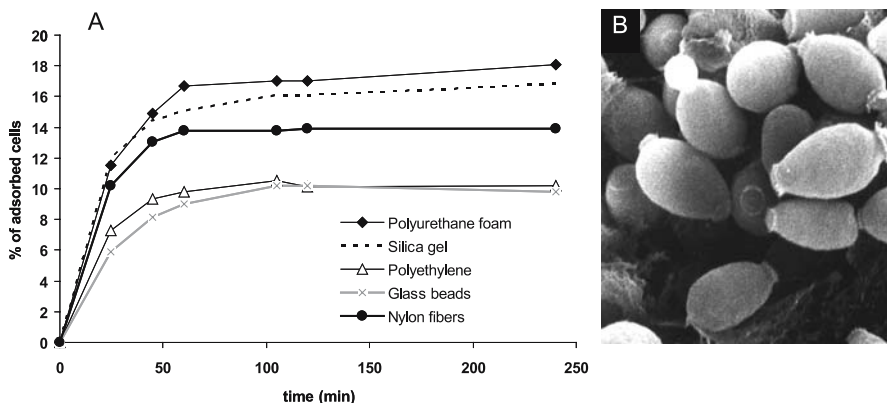 A
B
20
18
16
14
12
10
8
6
4
2
0
% of adsorbed cells
Polyurethane foam
Silica gel
Polyethylene
Glass beads
Nylon fibers
0 50 100 150 200 250
time (min)